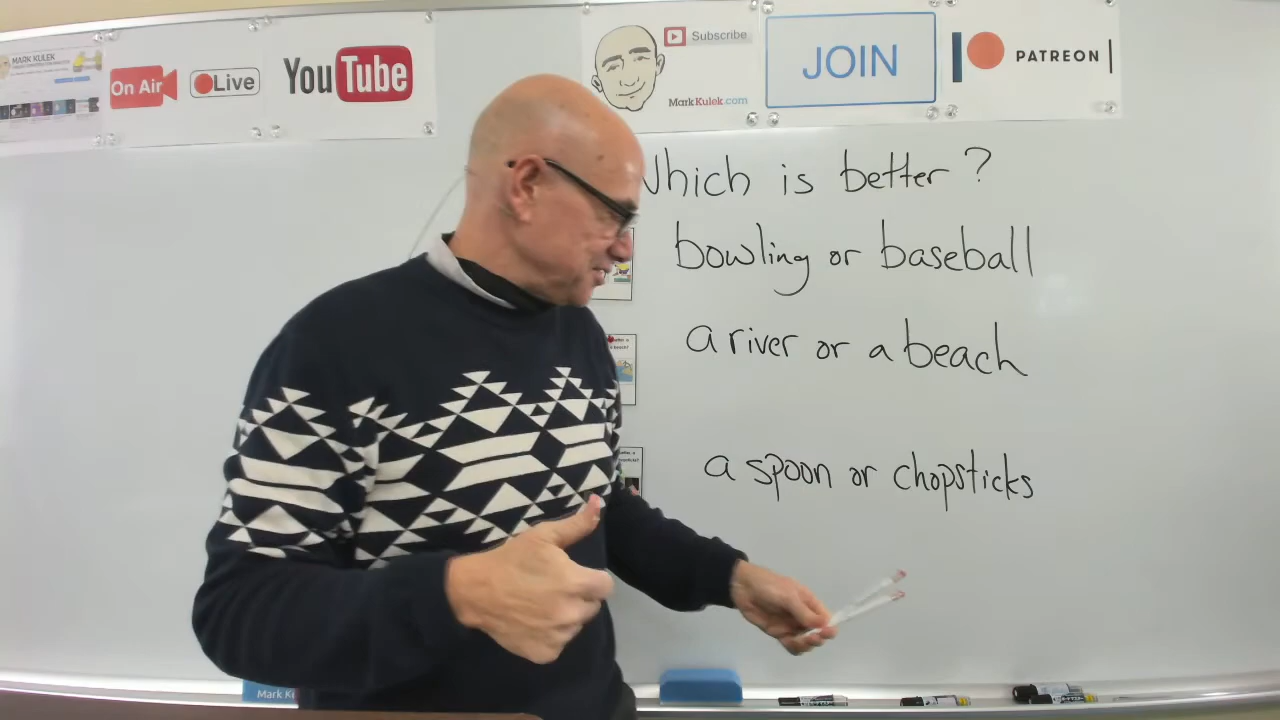 MARK KULEK
On Air
Live
YouTube
Subscribe
MarkKulek.com
JOIN
PATREON
Which is better?
bowling or baseball
a river or a beach
a spoon or chopsticks
Mark